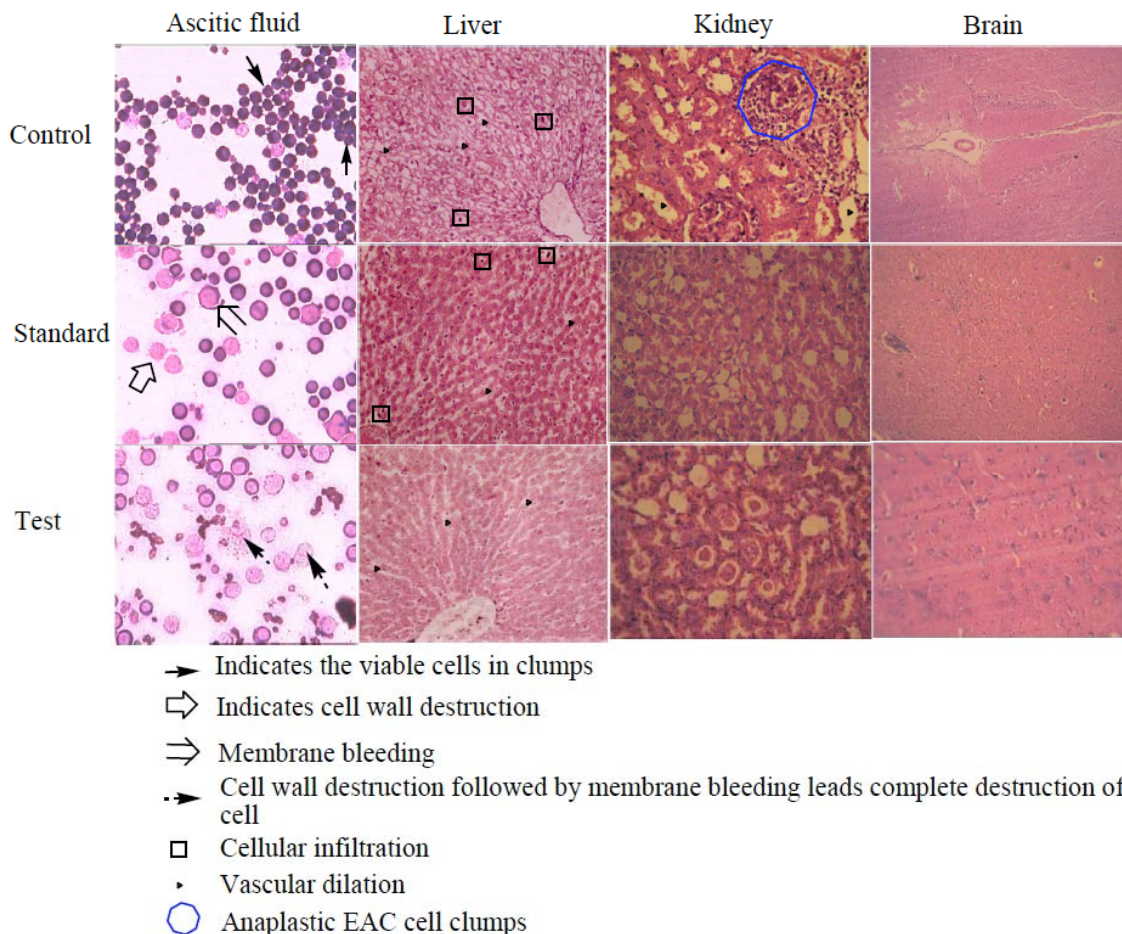 Ascitic fluid Liver Kidney Brain
Control
Standard
Test
Indicates the viable cells in clumps
Indicates cell wall destruction
Membrane bleeding
Cell wall destruction followed by membrane bleeding leads complete destruction of
cell
Cellular infiltration
Vascular dilation
Anaplastic EAC cell clumps